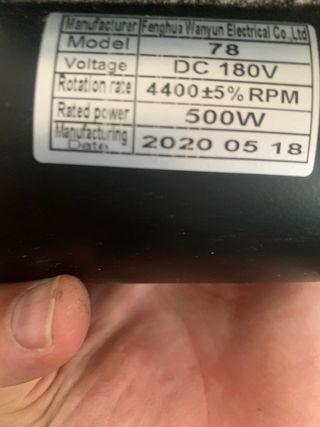 Manufacturer Fenghua Wanyun Electrical Co.,Ltd
Model 78
Voltage DC 180V
Rotation rate 4400±5% RPM
Rated power 500W
Manufacturing Date 2020 05 18